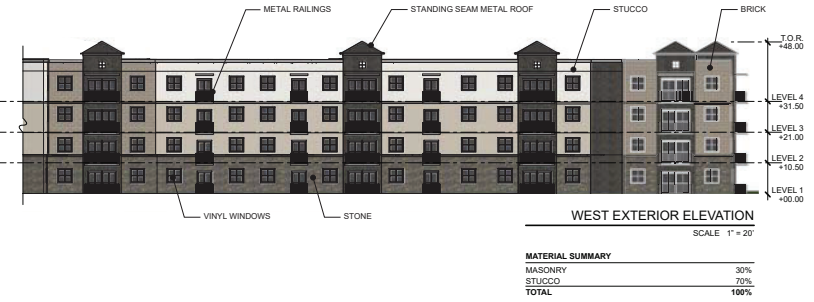 METAL RAILINGS
STANDING SEAM METAL ROOF
STUCCO
BRICK
T.O.R.
+48.00
LEVEL 4
+31.50
LEVEL 3
+21.00
LEVEL 2
+10.50
LEVEL 1
+00.00
VINYL WINDOWS
STONE
WEST EXTERIOR ELEVATION
SCALE 1" = 20'
MATERIAL SUMMARY
MASONRY 30%
STUCCO 70%
TOTAL 100%